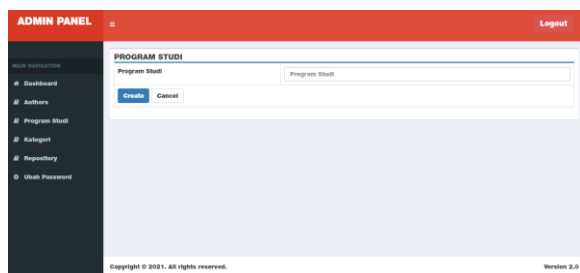 ADMIN PANEL
Logout
MAIN NAVIGATION
Dashboard
Authors
Program Studi
Kategori
Repository
Ubah Password
PROGRAM STUDI
Program Studi
Program Studi
Create Cancel
Copyright © 2021. All rights reserved.
Version 2.0